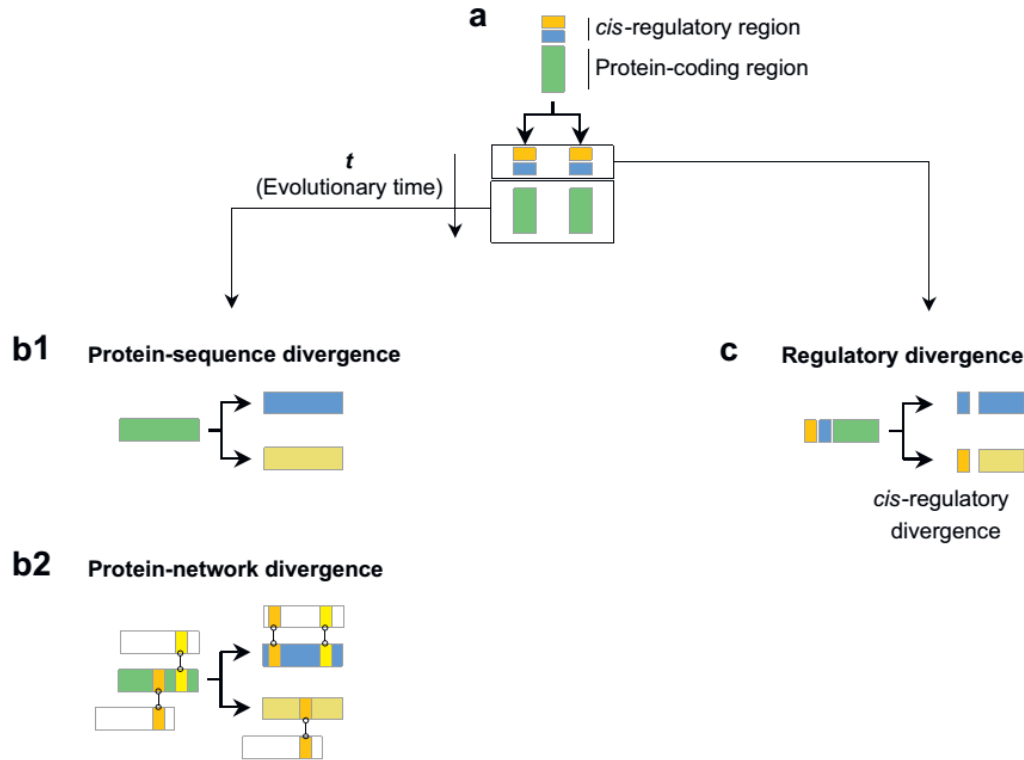 a
cis-regulatory region
Protein-coding region
t
(Evolutionary time)
b1 Protein-sequence divergence
c Regulatory divergence
cis-regulatory
divergence
b2 Protein-network divergence